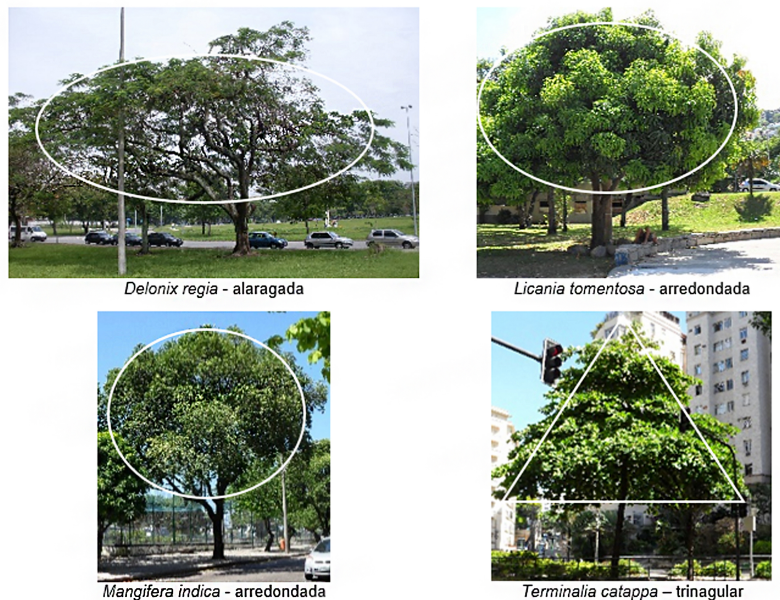 Delonix regia - alaragada
Licania tomentosa - arredondada
Mangifera indica - arredondada
Terminalia catappa – trinagular